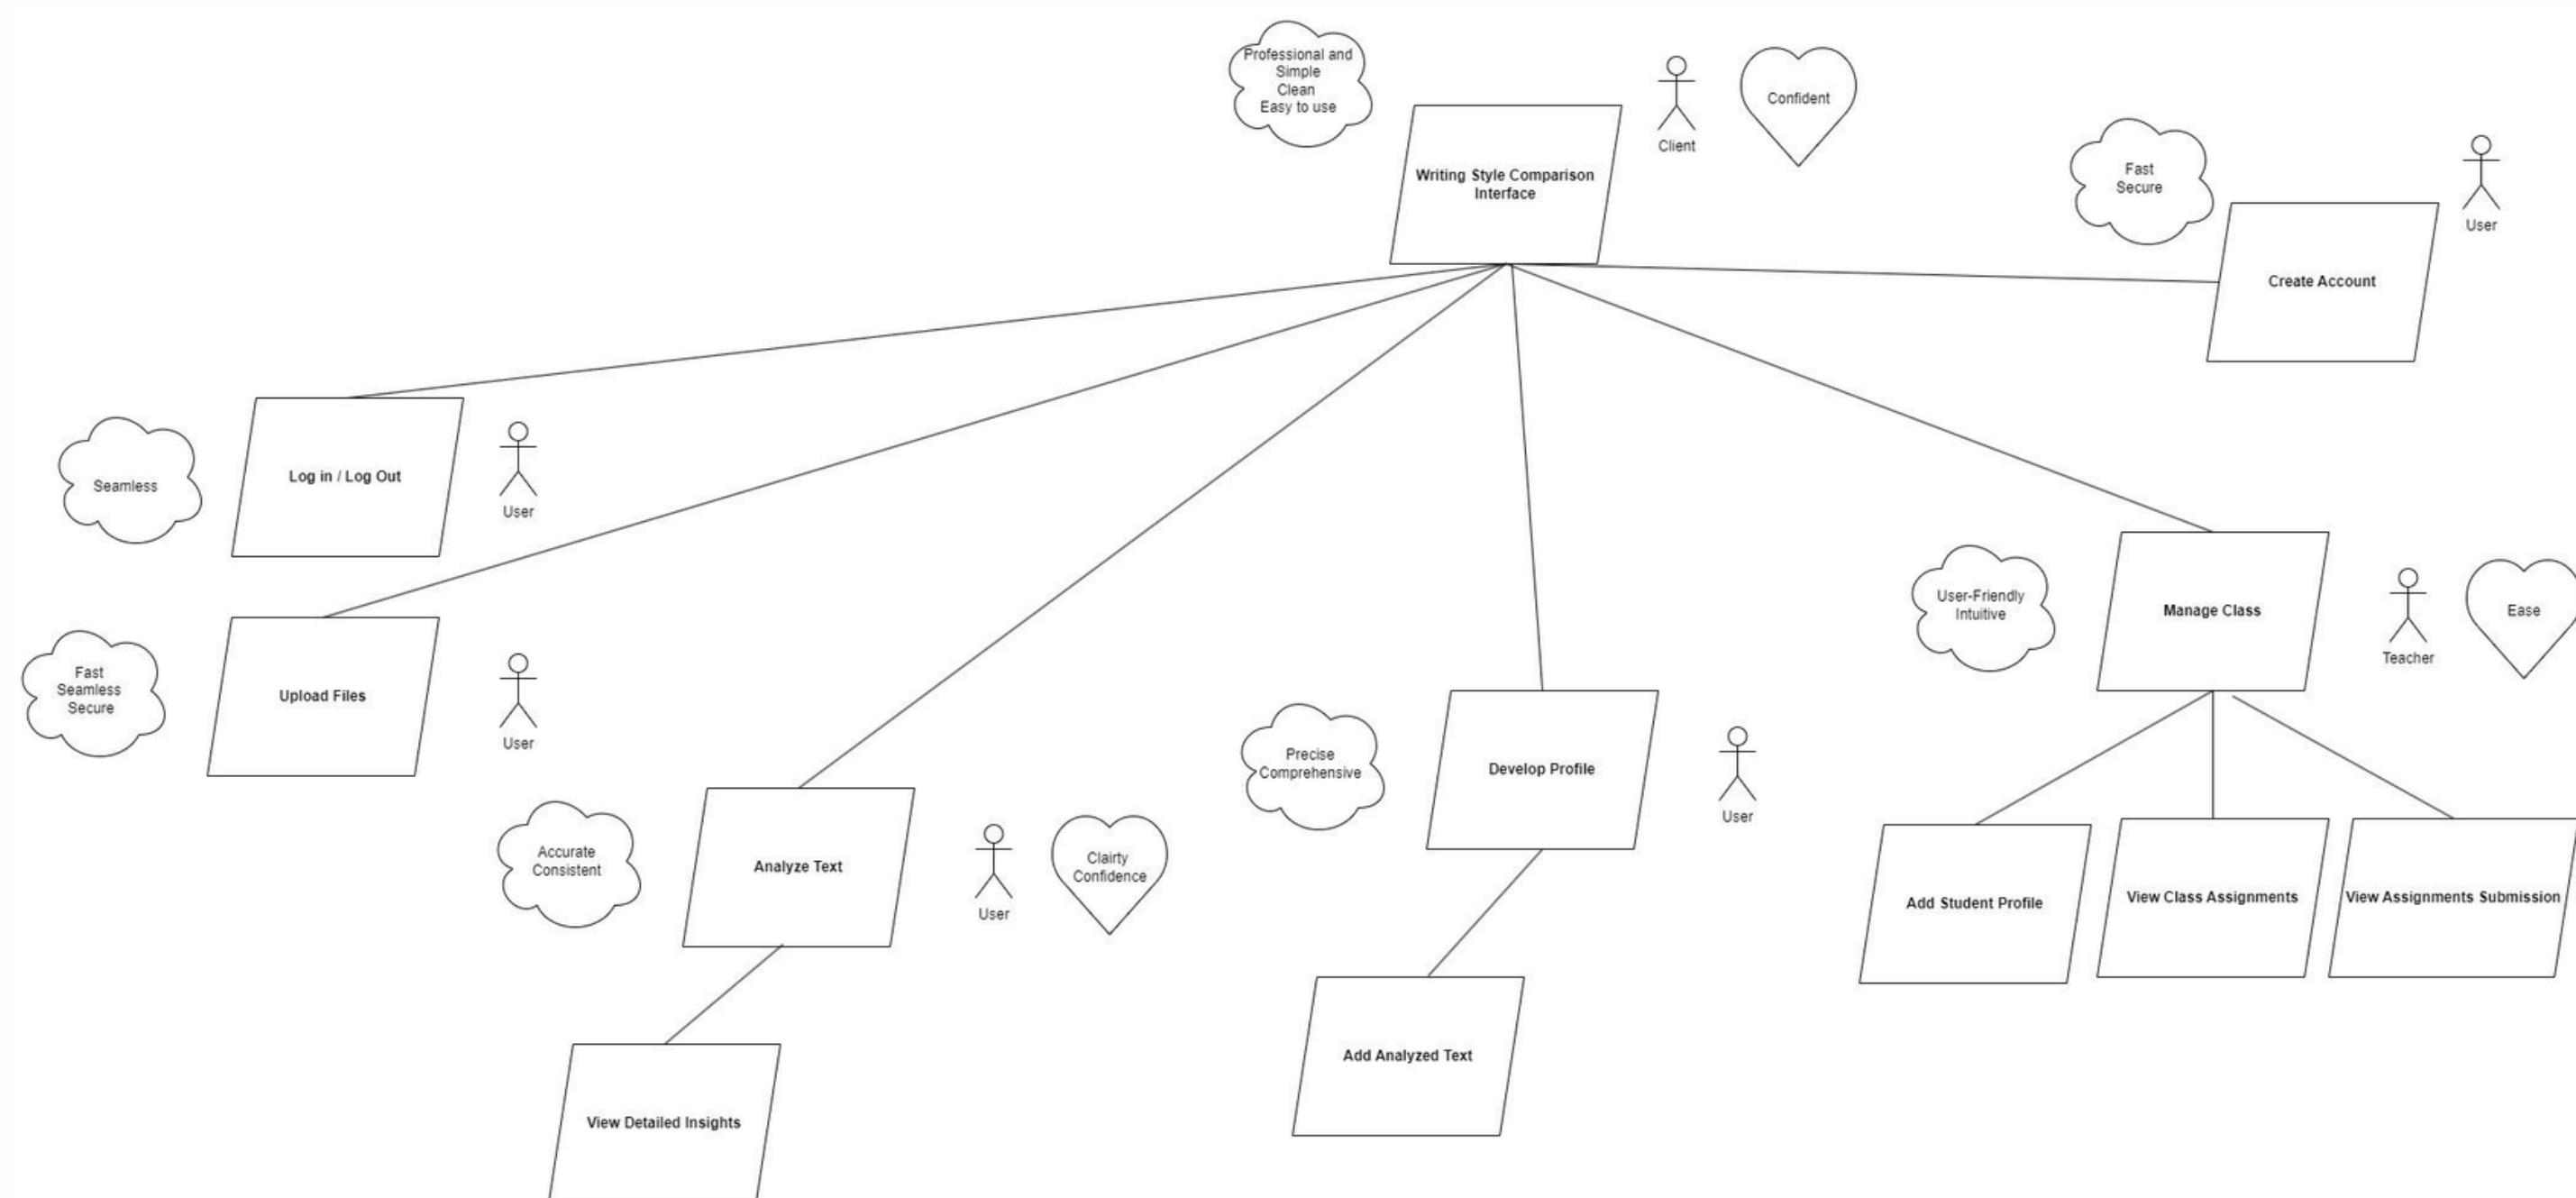 Professional and
Simple
Clean
Easy to use
Client
Confident
Writing Style Comparison
Interface
Fast
Secure
User
Create Account
Seamless
Log in / Log Out
User
Fast
Seamless
Secure
Upload Files
User
Accurate
Consistent
Analyze Text
User
Clairty
Confidence
View Detailed Insights
Precise
Comprehensive
Develop Profile
User
Add Analyzed Text
User-Friendly
Intuitive
Manage Class
Teacher
Ease
Add Student Profile
View Class Assignments
View Assignments Submission